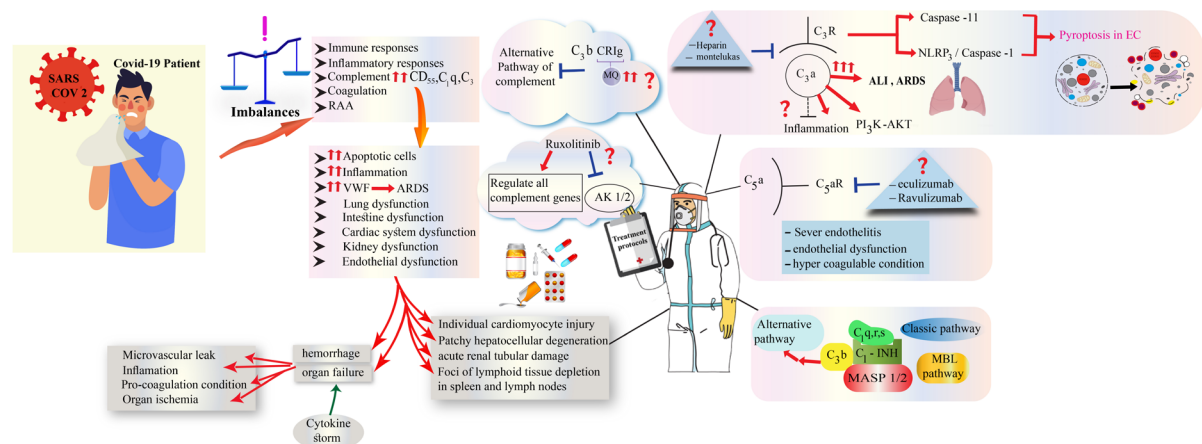 Covid-19 Patient
SARS
COV 2
!
Imbalances
Immune responses
Inflammatory responses
Complement ↑↑ CD55,C1q,C3
Coagulation
RAA
↑↑ Apoptotic cells
↑↑ Inflammation
↑↑ VWF → ARDS
Lung dysfunction
Intestine dysfunction
Cardiac system dysfunction
Kidney dysfunction
Endothelial dysfunction
hemorrhage
organ failure
Cytokine
storm
Microvascular leak
Inflamation
Pro-coagulation condition
Organ ischemia
Individual cardiomyocyte injury
Patchy hepatocellular degeneration
acute renal tubular damage
Foci of lymphoid tissue depletion
in spleen and lymph nodes
Alternative
Pathway of
complement
C3b CRIg
MQ ↑↑ ?
Ruxolitinib
?
Regulate all
complement genes
AK 1/2
Treatment
protocols
?
– Heparin
– montelukas
C3R
C3a
↑↑↑
ALI , ARDS
?
Inflammation
PI3K-AKT
Caspase -11
NLRP3 / Caspase -1
Pyroptosis in EC
C5a
C5aR
?
– eculizumab
– Ravulizumab
– Sever endothelitis
– endothelial dysfunction
– hyper coagulable condition
Alternative
pathway
C3b
C1q,r,s
C1 - INH
MASP 1/2
Classic pathway
MBL
pathway